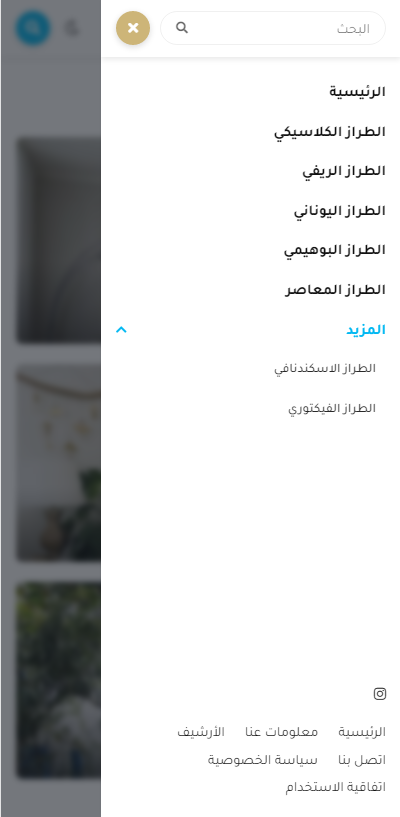 البحث
الرئيسية
الطراز الكلاسيكي
الطراز الريفي
الطراز اليوناني
الطراز البوهيمي
الطراز المعاصر
المزيد
الطراز الاسكندنافي
الطراز الفيكتوري
الرئيسية معلومات عنا الأرشيف
اتصل بنا سياسة الخصوصية
اتفاقية الاستخدام